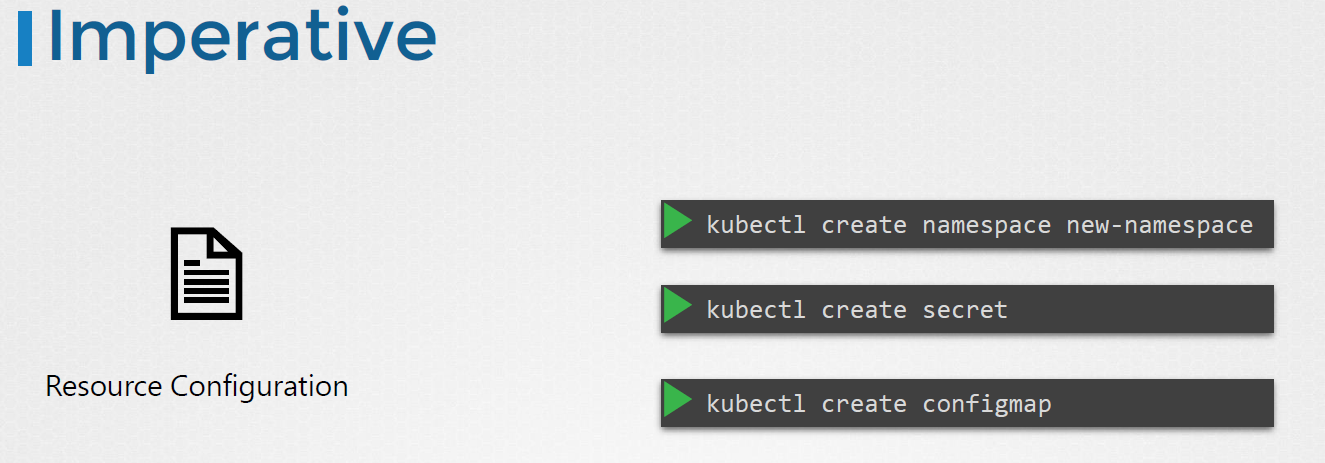 Imperative
kubectl create namespace new-namespace
kubectl create secret
Resource Configuration
kubectl create configmap